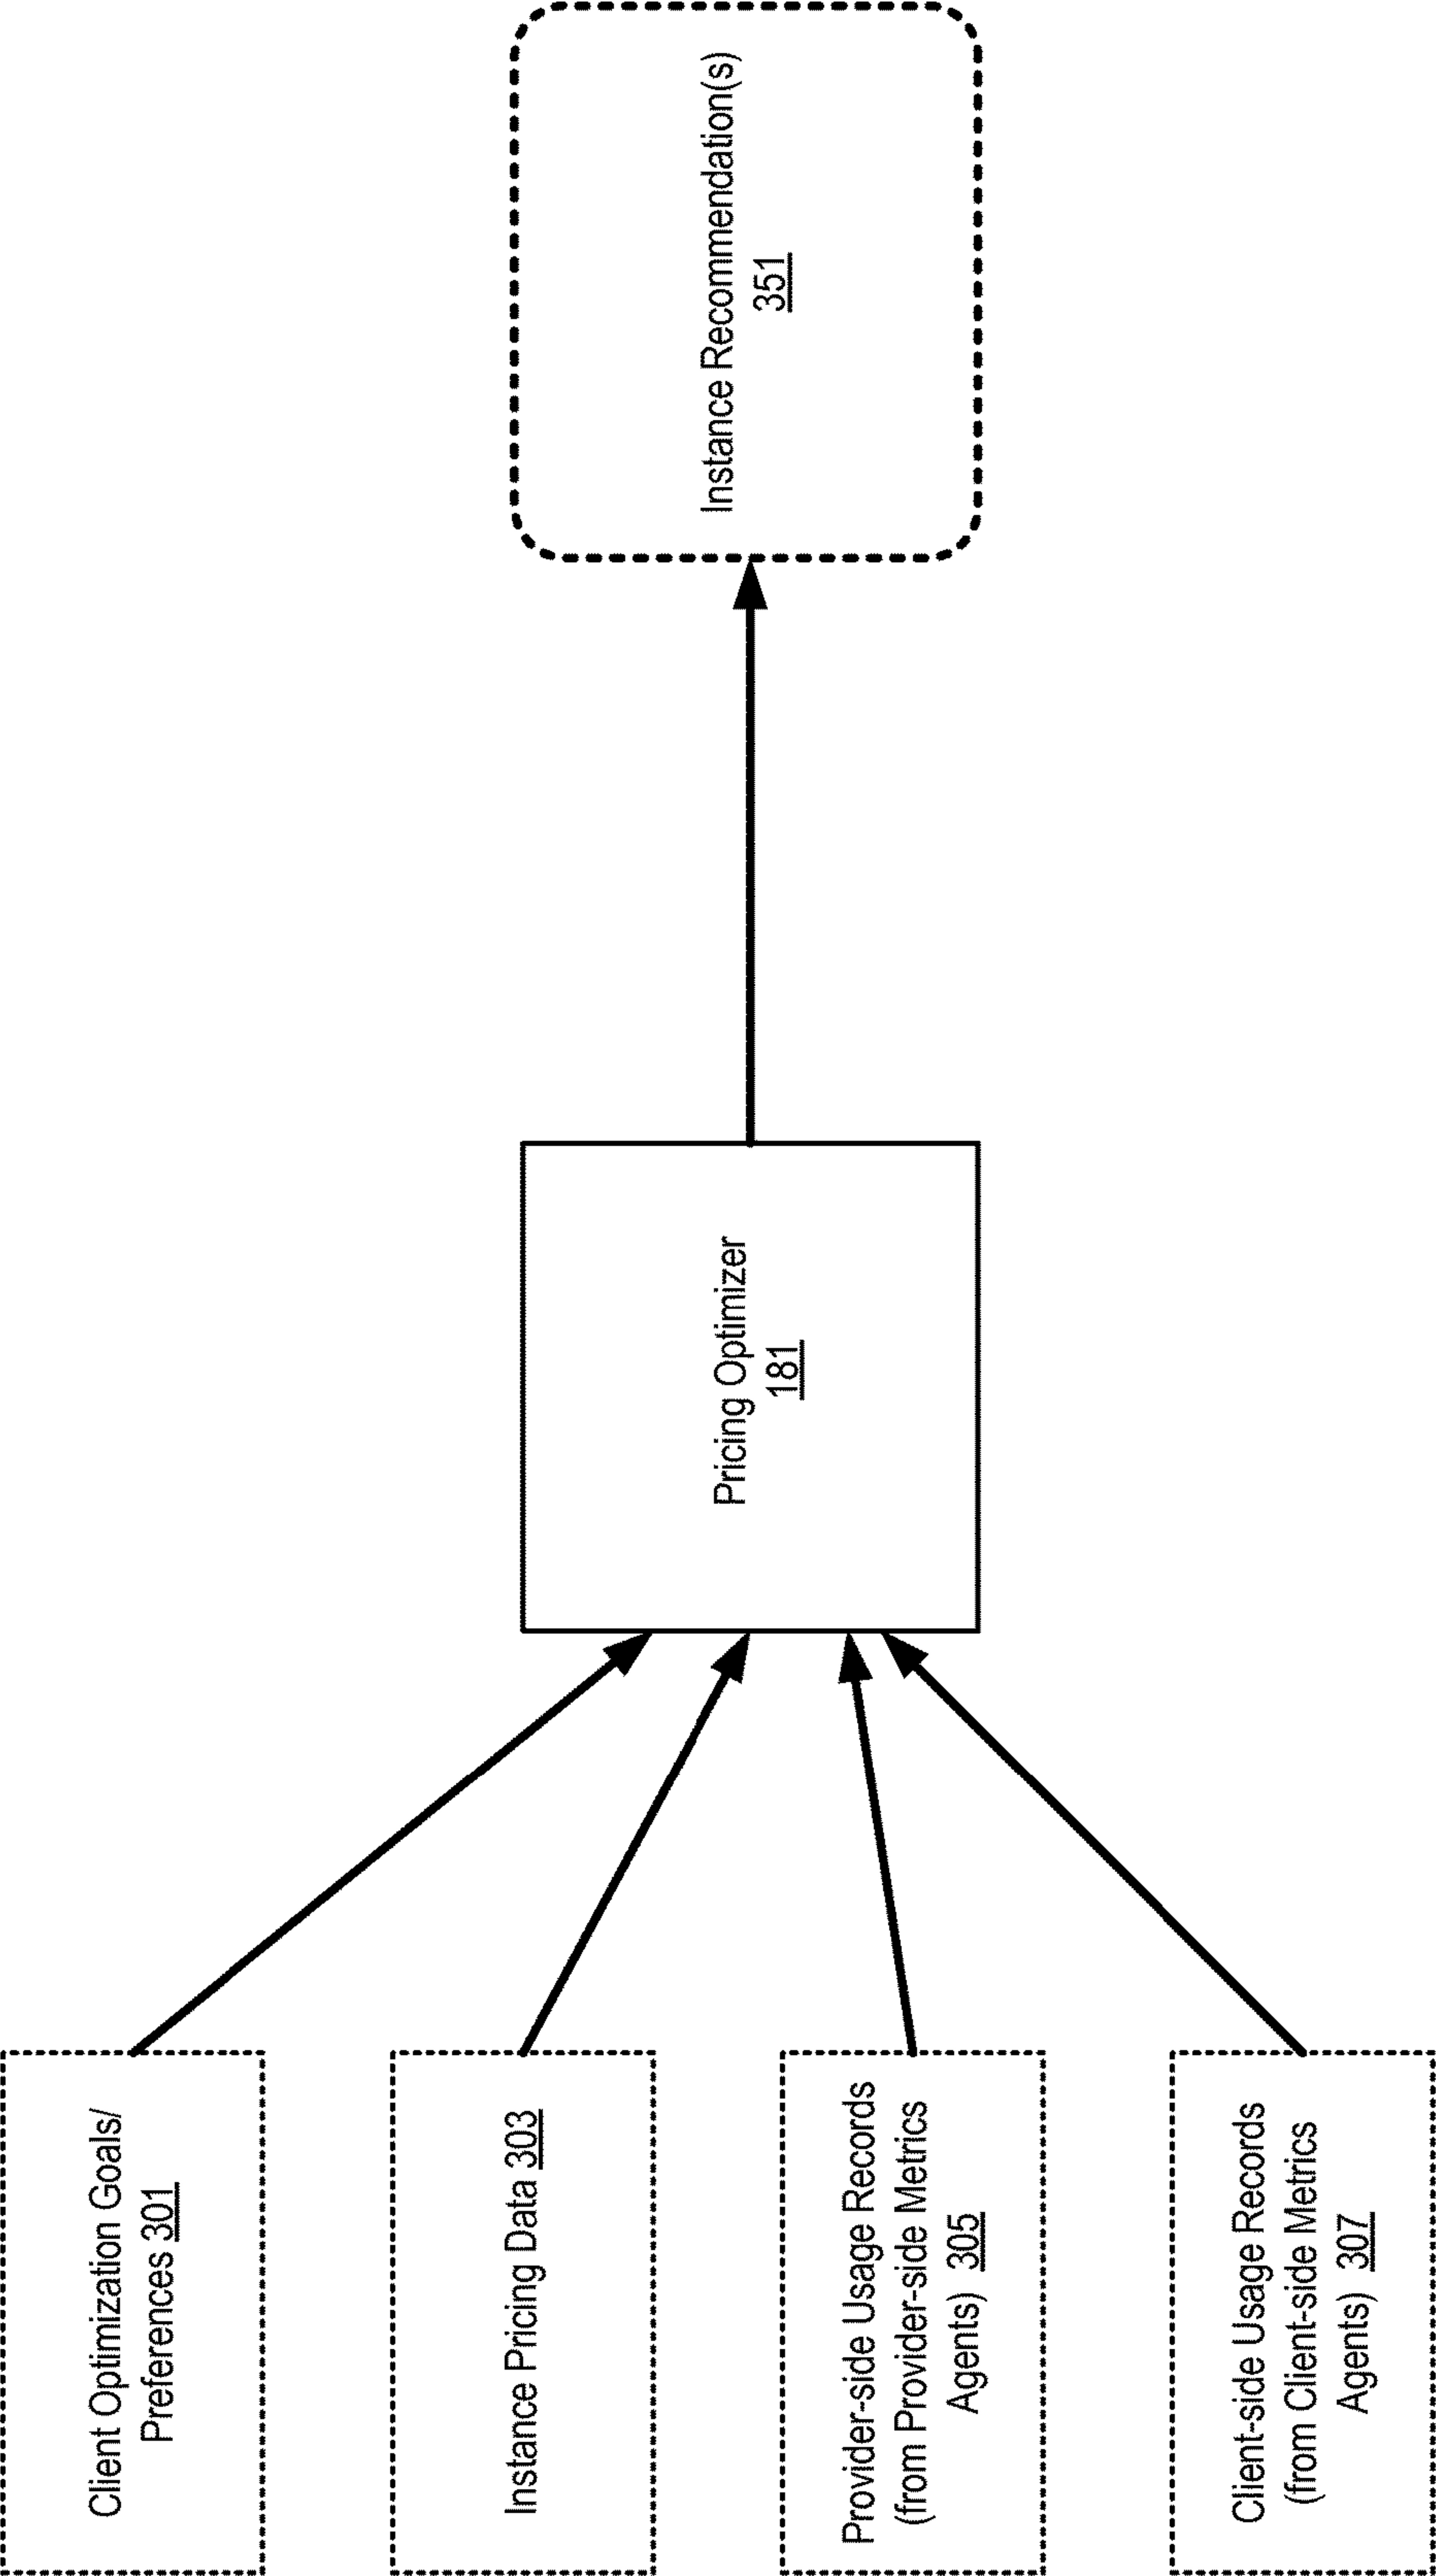 Client Optimization Goals/
Preferences 301
Instance Pricing Data 303
Provider-side Usage Records
(from Provider-side Metrics
Agents) 305
Client-side Usage Records
(from Client-side Metrics
Agents) 307
Pricing Optimizer
181
Instance Recommendation(s)
351